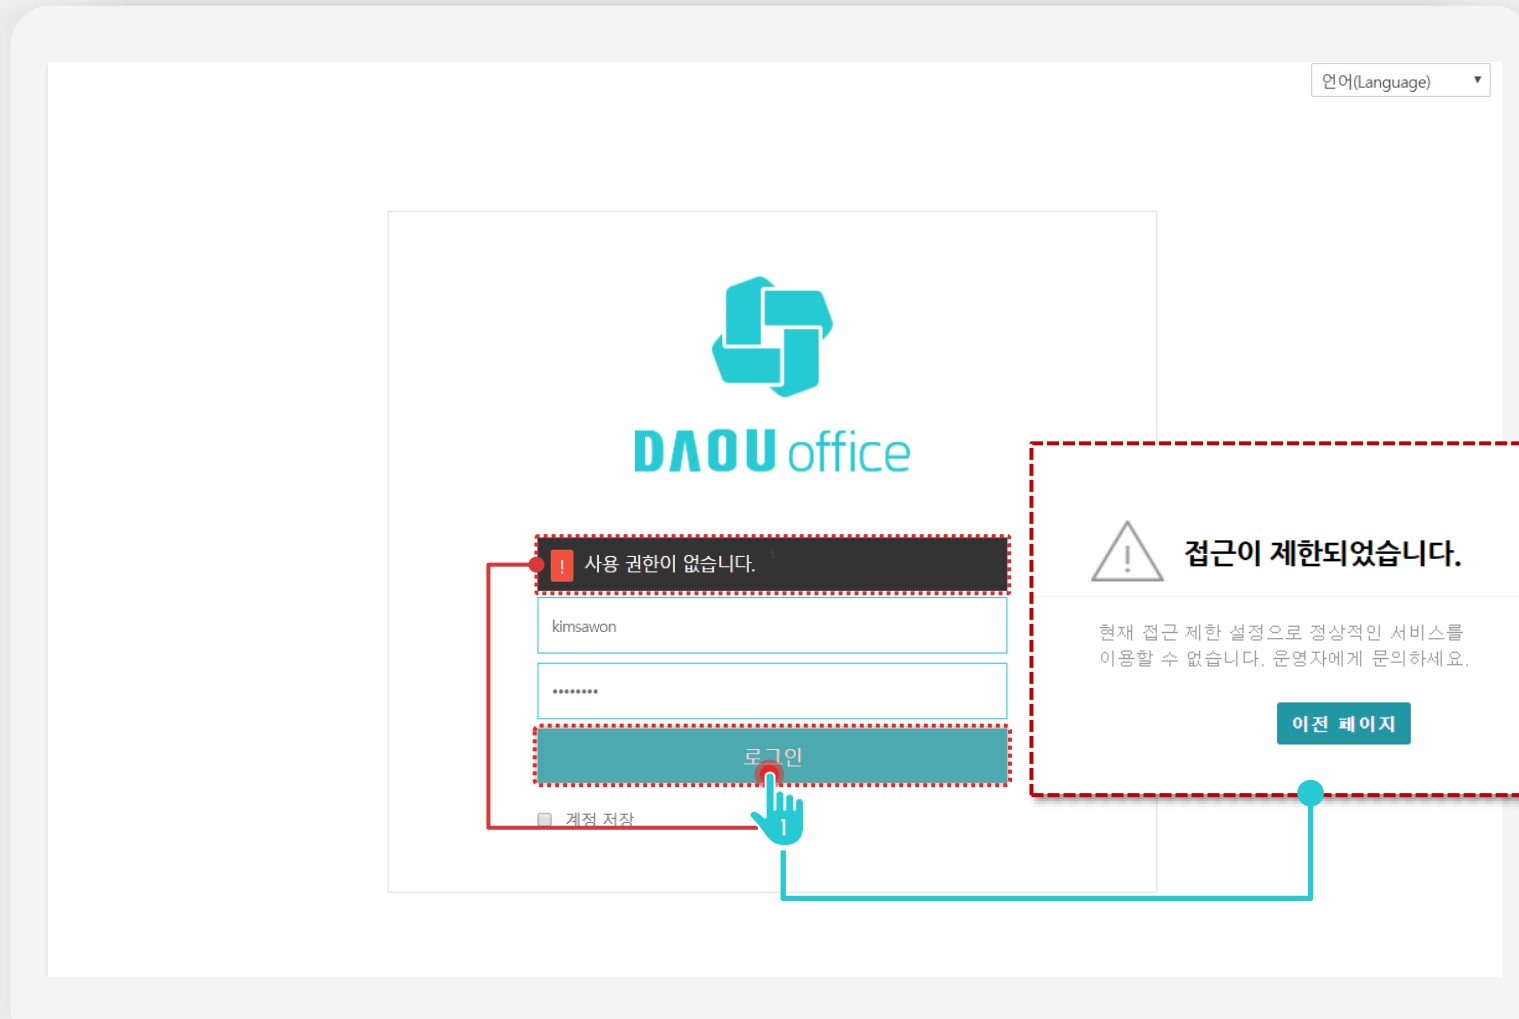 언어(Language)
DAOU office
! 사용 권한이 없습니다.
kimsawon
••••••••
로그인
계정 저장
1
접근이 제한되었습니다.
현재 접근 제한 설정으로 정상적인 서비스를
이용할 수 없습니다. 운영자에게 문의하세요.
이전 페이지